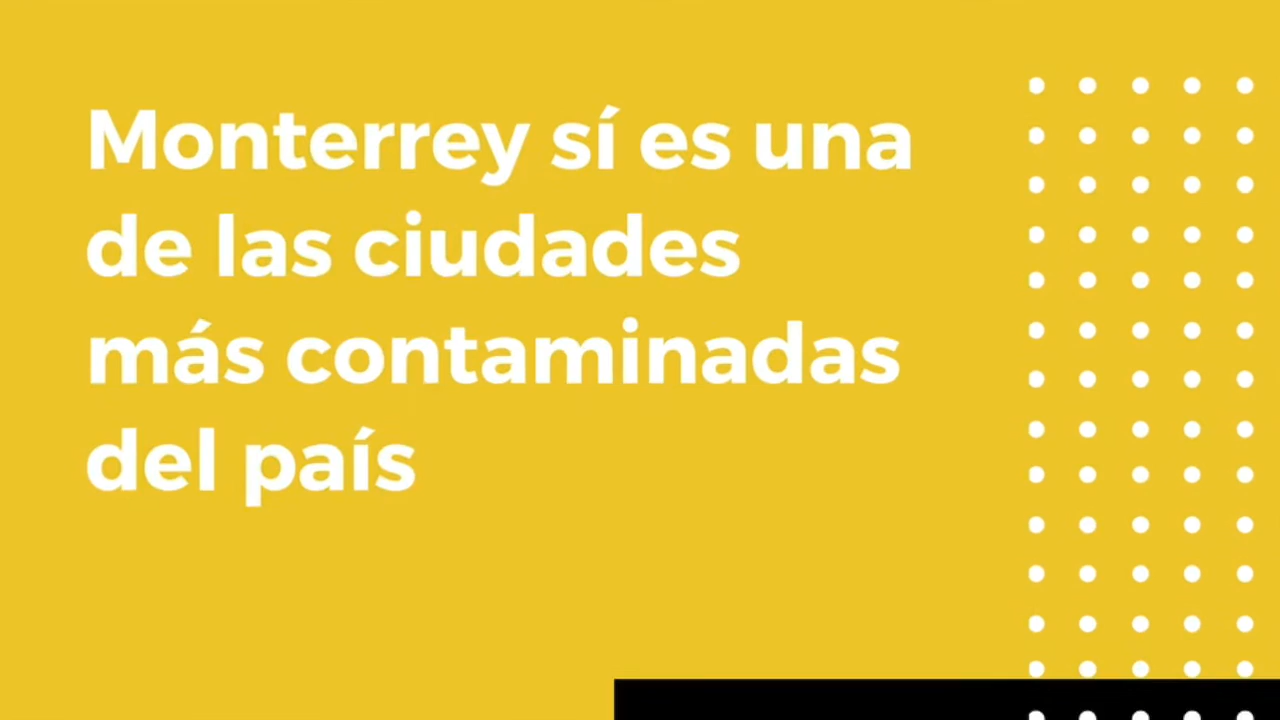 Monterrey sí es una
de las ciudades
más contaminadas
del país